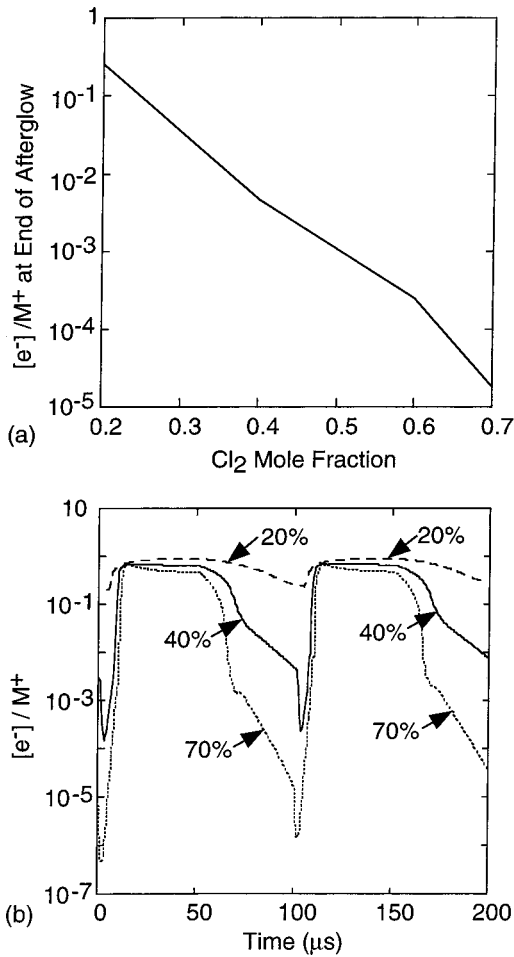 1
10-1
10-2
10-3
10-4
10-5
[e-] /M+ at End of Afterglow
0.2 0.3 0.4 0.5 0.6 0.7
(a)
Cl2 Mole Fraction
10
10-1
10-3
10-5
10-7
[e-] / M+
20%
20%
40%
40%
70%
70%
0 50 100 150 200
(b)
Time (µs)